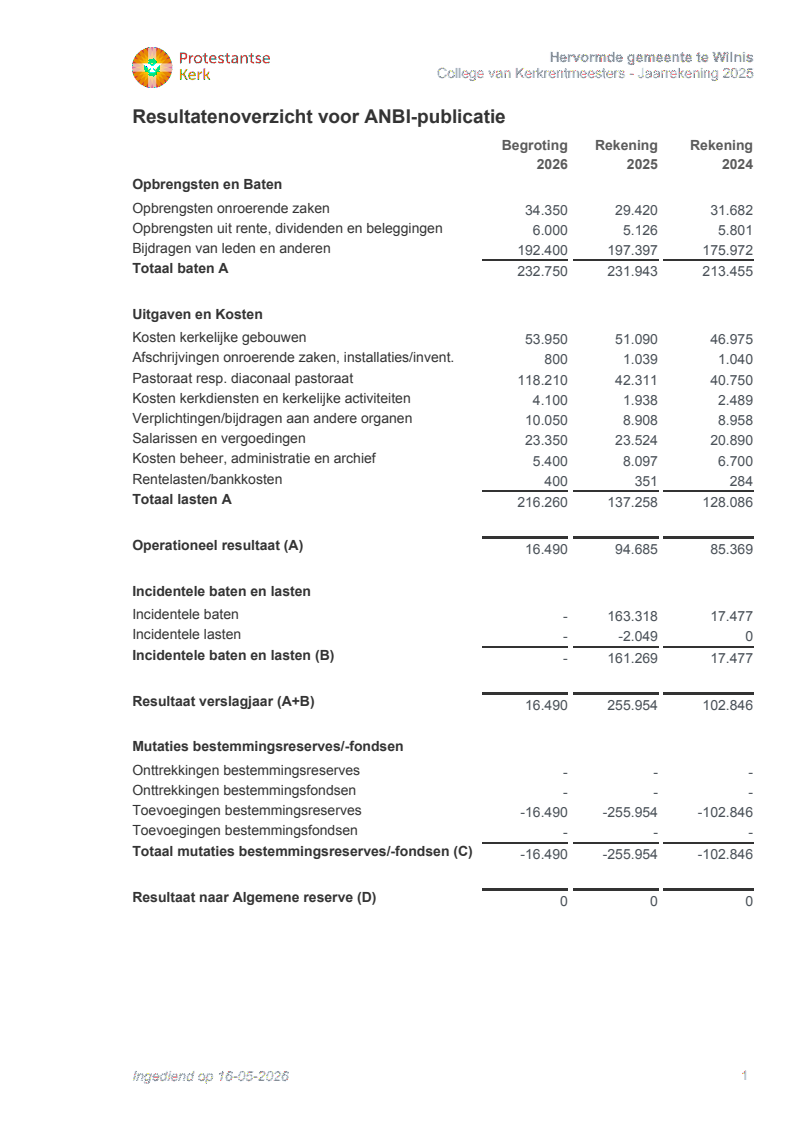 Protestantse
Kerk
Hervormde gemeente te Wilnis
College van Kerkrentmeesters - Jaarrekening 2025
Resultatenoverzicht voor ANBI-publicatie
Begroting Rekening Rekening
2026 2025 2024
Opbrengsten en Baten
Opbrengsten onroerende zaken 34.350 29.420 31.682
Opbrengsten uit rente, dividenden en beleggingen 6.000 5.126 5.801
Bijdragen van leden en anderen 192.400 197.397 175.972
Totaal baten A 232.750 231.943 213.455
Uitgaven en Kosten
Kosten kerkelijke gebouwen 53.950 51.090 46.975
Afschrijvingen onroerende zaken, installaties/invent. 800 1.039 1.040
Pastoraat resp. diaconaal pastoraat 118.210 42.311 40.750
Kosten kerkdiensten en kerkelijke activiteiten 4.100 1.938 2.489
Verplichtingen/bijdragen aan andere organen 10.050 8.908 8.958
Salarissen en vergoedingen 23.350 23.524 20.890
Kosten beheer, administratie en archief 5.400 8.097 6.700
Rentelasten/bankkosten 400 351 284
Totaal lasten A 216.260 137.258 128.086
Operationeel resultaat (A) 16.490 94.685 85.369
Incidentele baten en lasten
Incidentele baten - 163.318 17.477
Incidentele lasten - -2.049 0
Incidentele baten en lasten (B) - 161.269 17.477
Resultaat verslagjaar (A+B) 16.490 255.954 102.846
Mutaties bestemmingsreserves/-fondsen
Onttrekkingen bestemmingsreserves - - -
Onttrekkingen bestemmingsfondsen - - -
Toevoegingen bestemmingsreserves -16.490 -255.954 -102.846
Toevoegingen bestemmingsfondsen - - -
Totaal mutaties bestemmingsreserves/-fondsen (C) -16.490 -255.954 -102.846
Resultaat naar Algemene reserve (D) 0 0 0
Ingediend op 16-05-2026 1